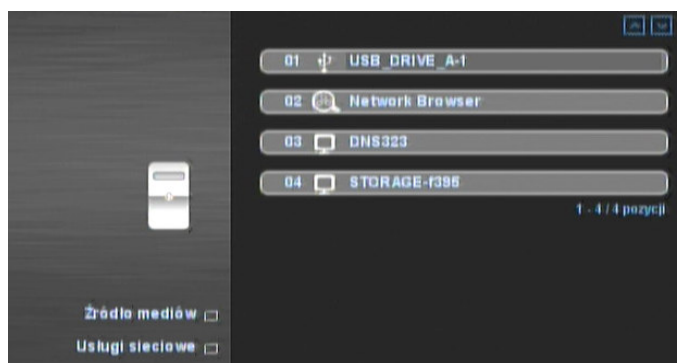 01 USB_DRIVE_A-1
02 Network Browser
03 DNS323
04 STORAGE-f395
1 - 4 / 4 pozycji
Źródło mediów
Usługi sieciowe